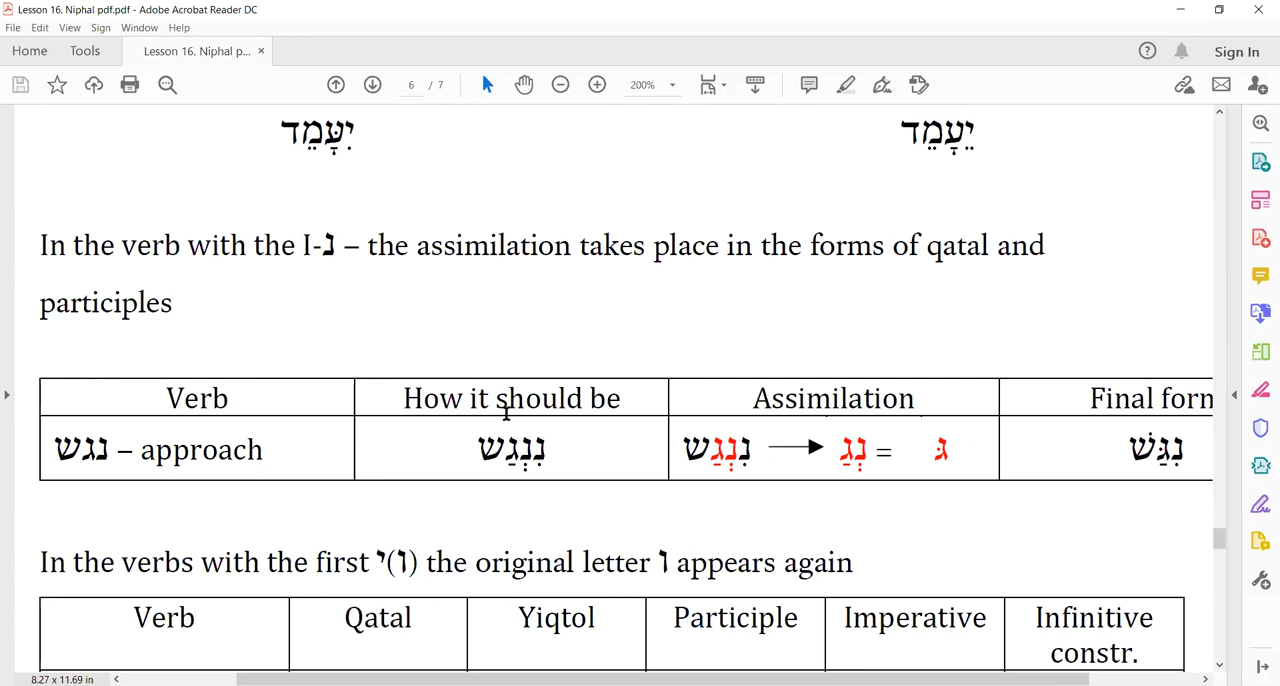 Lesson 16. Niphal pdf.pdf - Adobe Acrobat Reader DC
File Edit View Sign Window Help
Home Tools Lesson 16. Niphal p... × Sign In
6 / 7 200%
יִעָּמֵד יֵעָמֵד
In the verb with the I-נ – the assimilation takes place in the forms of qatal and
participles
Verb How it should be Assimilation Final forn
נגש – approach נִנְגַש נִנְגַש → נְגַ = גּ נִגַּשׁ
In the verbs with the first י(ו) the original letter ו appears again
Verb Qatal Yiqtol Participle Imperative Infinitive
constr.
8.27 x 11.69 in